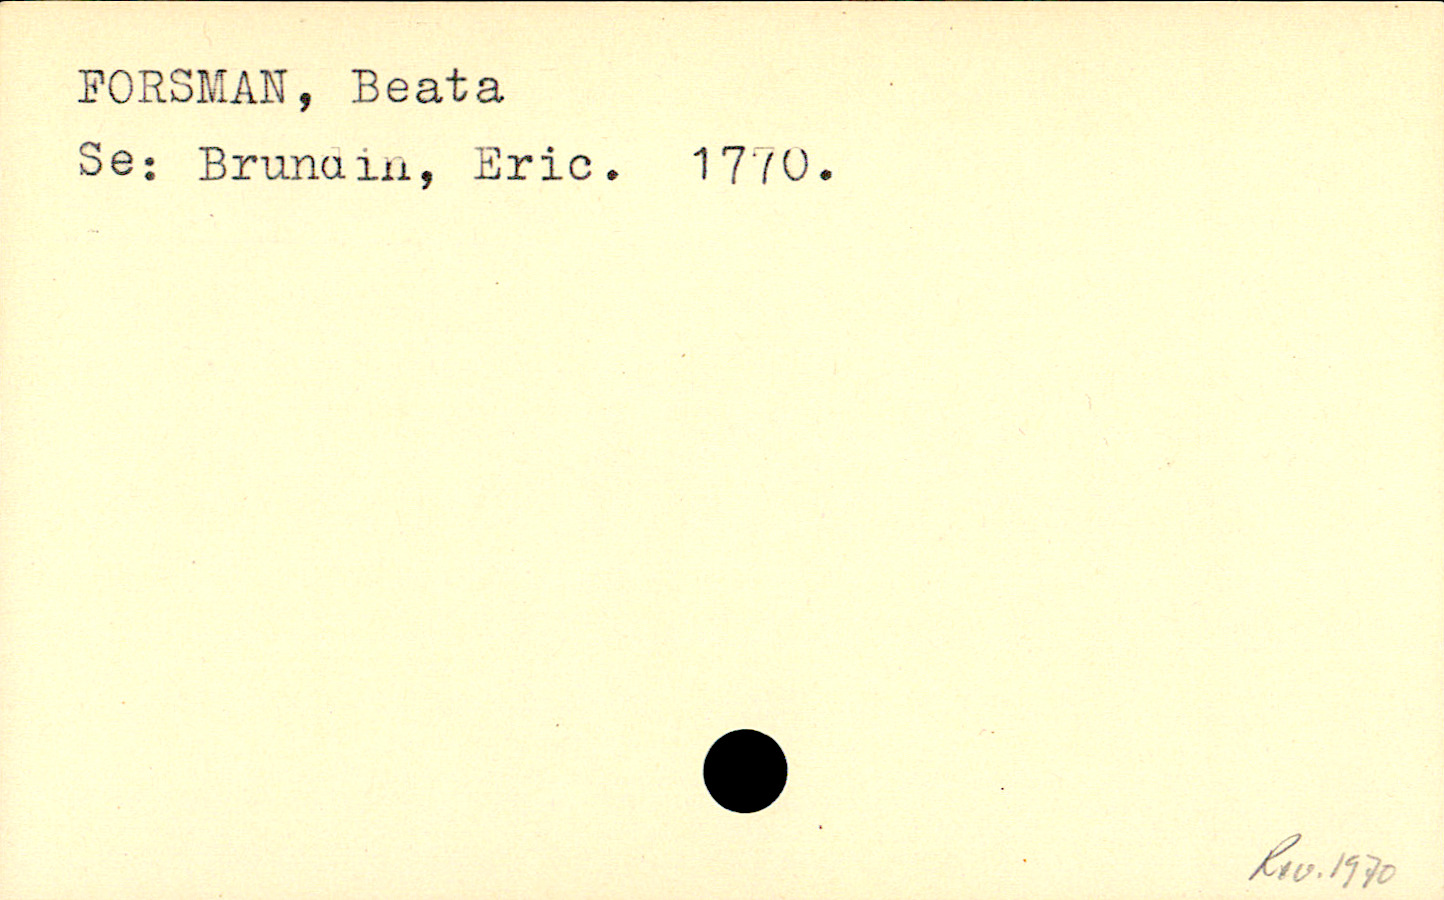 FORSMAN, Beata
Se: Brundin, Eric. 1770.
Rev. 1970